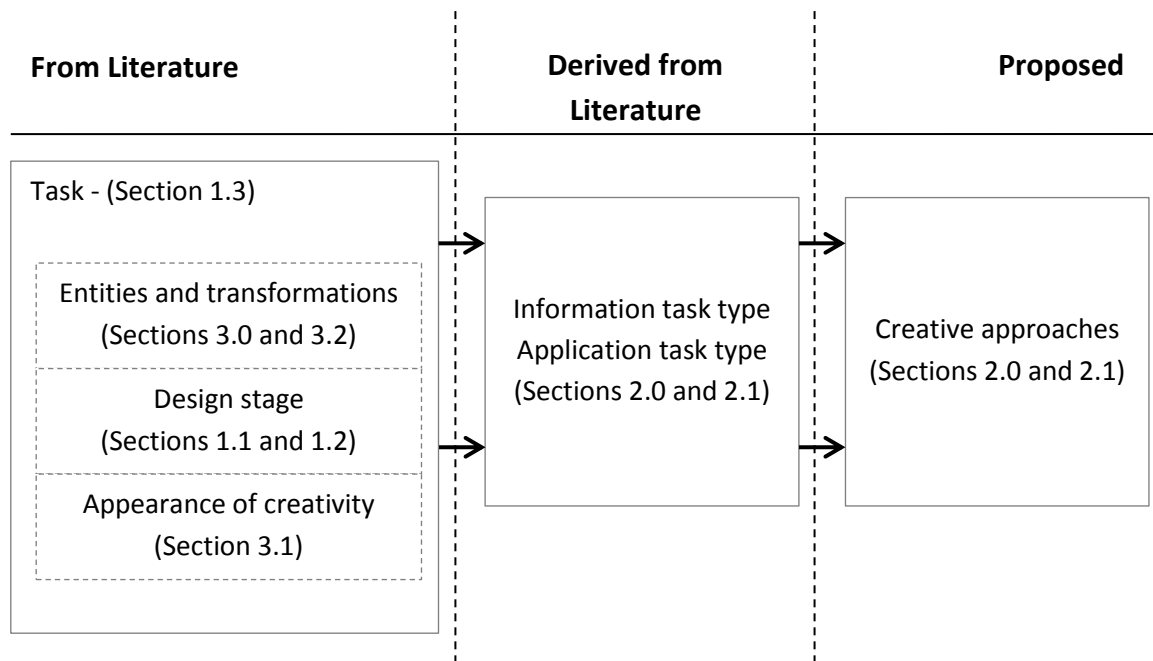 From Literature
Derived from
Literature
Proposed
Task - (Section 1.3)
Entities and transformations
(Sections 3.0 and 3.2)
Design stage
(Sections 1.1 and 1.2)
Appearance of creativity
(Section 3.1)
Information task type
Application task type
(Sections 2.0 and 2.1)
Creative approaches
(Sections 2.0 and 2.1)